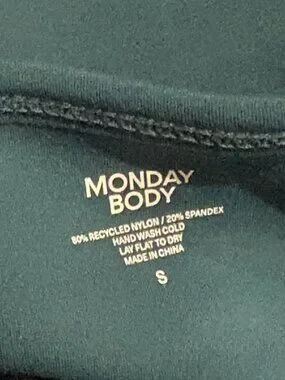 MONDAY
BODY
80% RECYCLED NYLON / 20% SPANDEX
HAND WASH COLD
LAY FLAT TO DRY
MADE IN CHINA
S